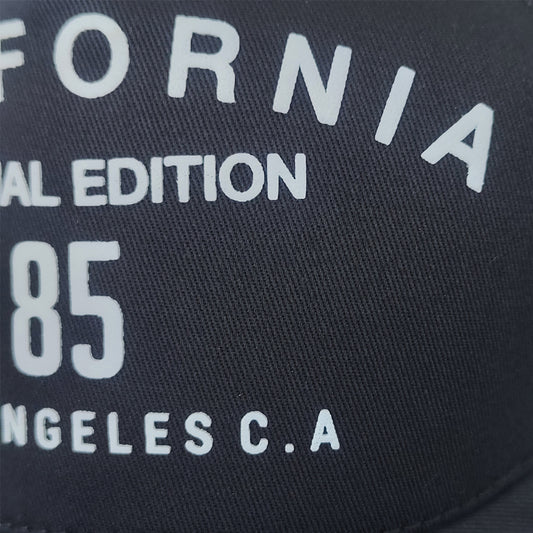 FORNIA
AL EDITION
85
NGELES C.A